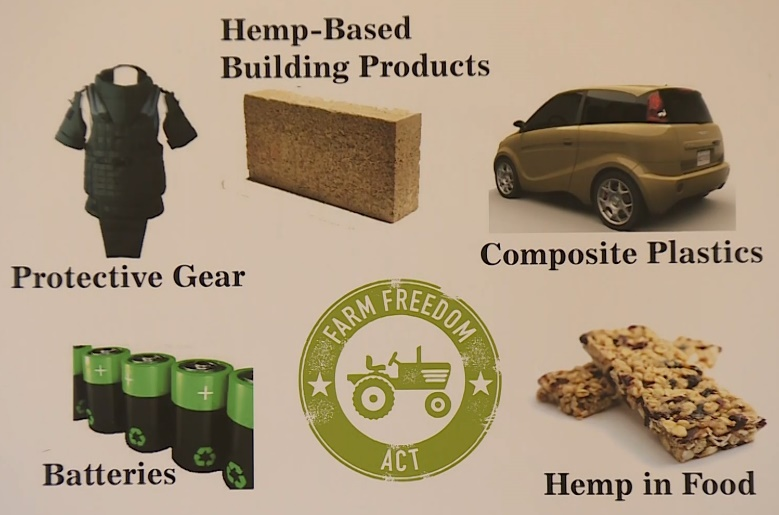 Hemp-Based
Building Products
Protective Gear
Composite Plastics
FARM FREEDOM
ACT
Batteries
Hemp in Food